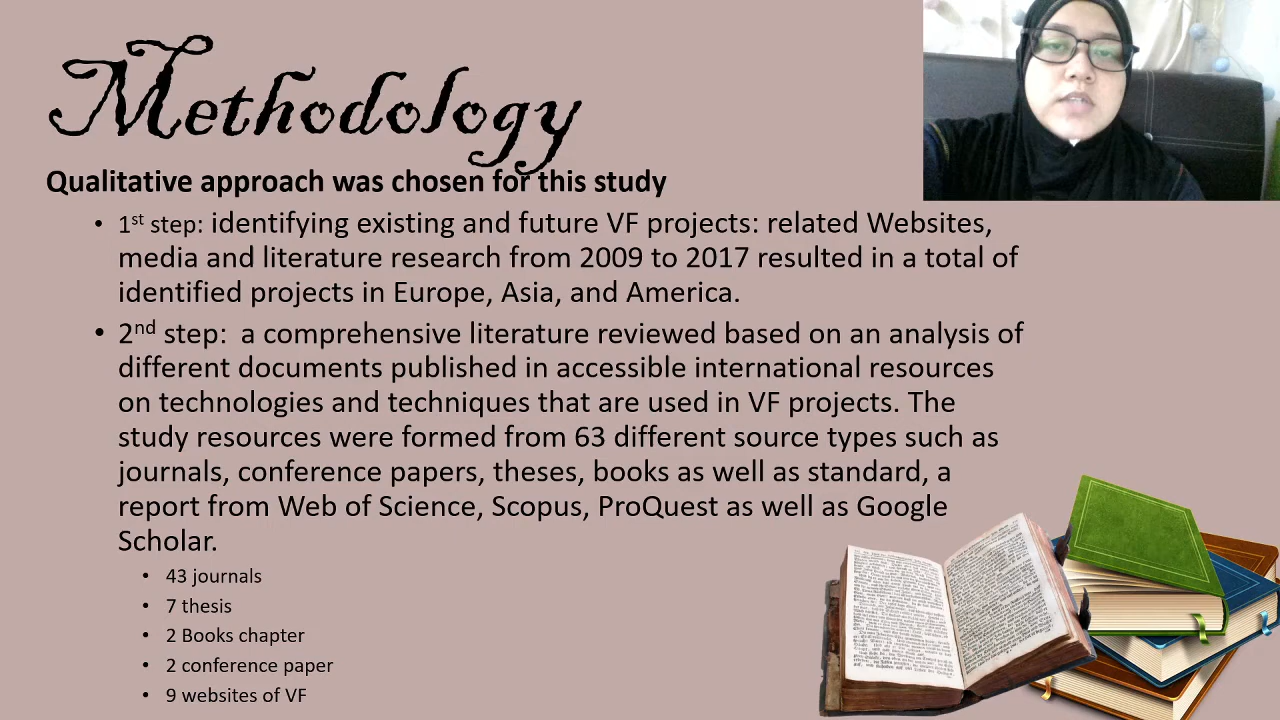 Methodology
Qualitative approach was chosen for this study
• 1st step: identifying existing and future VF projects: related Websites,
media and literature research from 2009 to 2017 resulted in a total of
identified projects in Europe, Asia, and America.
• 2nd step: a comprehensive literature reviewed based on an analysis of
different documents published in accessible international resources
on technologies and techniques that are used in VF projects. The
study resources were formed from 63 different source types such as
journals, conference papers, theses, books as well as standard, a
report from Web of Science, Scopus, ProQuest as well as Google
Scholar.
• 43 journals
• 7 thesis
• 2 Books chapter
• 2 conference paper
• 9 websites of VF